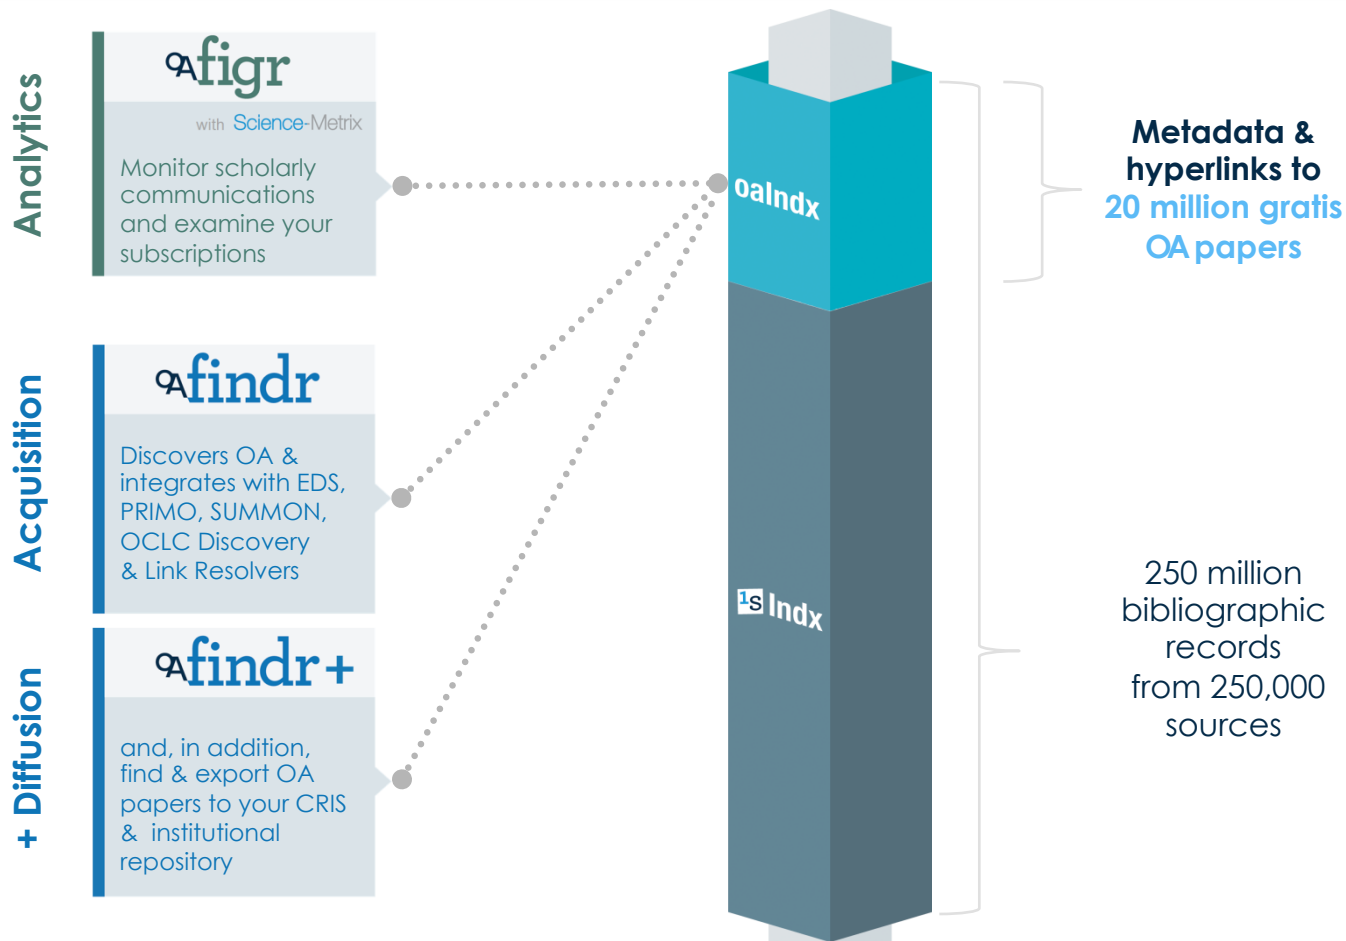 Analytics
OAfigr
with Science-Metrix
Monitor scholarly
communications
and examine your
subscriptions
Acquisition
OAfindr
Discovers OA &
integrates with EDS,
PRIMO, SUMMON,
OCLC Discovery
& Link Resolvers
+ Diffusion
OAfindr+
and, in addition,
find & export OA
papers to your CRIS
& institutional
repository
oaIndx
1s Indx
Metadata &
hyperlinks to
20 million gratis
OA papers
250 million
bibliographic
records
from 250,000
sources